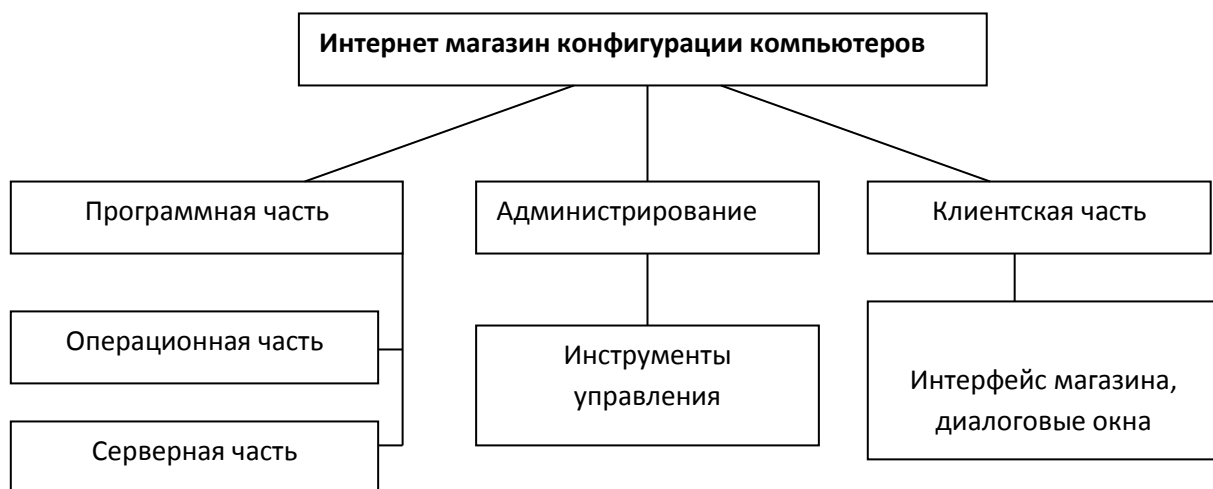 Интернет магазин конфигурации компьютеров
Программная часть
Администрирование
Клиентская часть
Операционная часть
Серверная часть
Инструменты
управления
Интерфейс магазина,
диалоговые окна